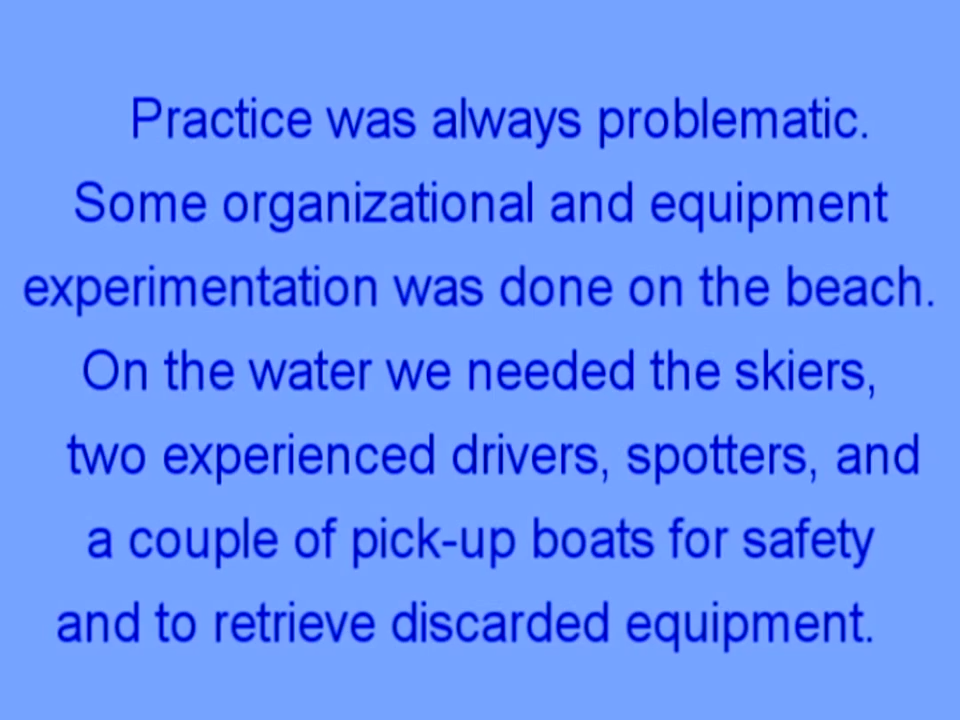 Practice was always problematic.
Some organizational and equipment
experimentation was done on the beach.
On the water we needed the skiers,
two experienced drivers, spotters, and
a couple of pick-up boats for safety
and to retrieve discarded equipment.